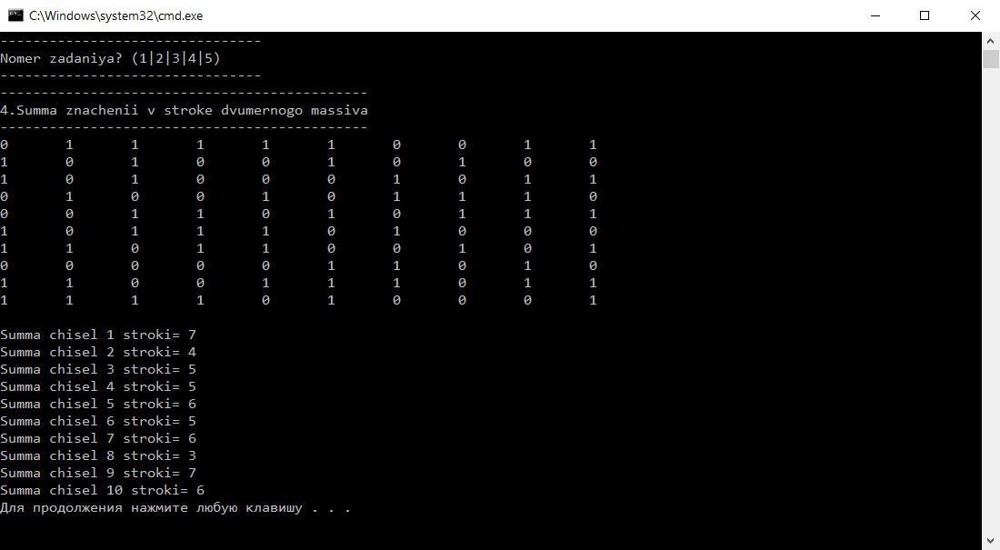 C:\Windows\system32\cmd.exe
--------------------------------
Nomer zadaniya? (1|2|3|4|5)
--------------------------------
---------------------------------------------
4.Summa znachenii v stroke dvumernogo massiva
---------------------------------------------
0 1 1 1 1 1 0 0 1 1
1 0 1 0 0 1 0 1 0 0
1 0 1 0 0 0 1 0 1 1
0 1 0 0 1 0 1 1 1 0
0 0 1 1 0 1 0 1 1 1
1 0 1 1 1 0 1 0 0 0
1 1 0 1 1 0 0 1 0 1
0 0 0 0 0 1 1 0 1 0
1 1 0 0 1 1 1 0 1 1
1 1 1 1 0 1 0 0 0 1
Summa chisel 1 stroki= 7
Summa chisel 2 stroki= 4
Summa chisel 3 stroki= 5
Summa chisel 4 stroki= 5
Summa chisel 5 stroki= 6
Summa chisel 6 stroki= 5
Summa chisel 7 stroki= 6
Summa chisel 8 stroki= 3
Summa chisel 9 stroki= 7
Summa chisel 10 stroki= 6
Для продолжения нажмите любую клавишу . . .